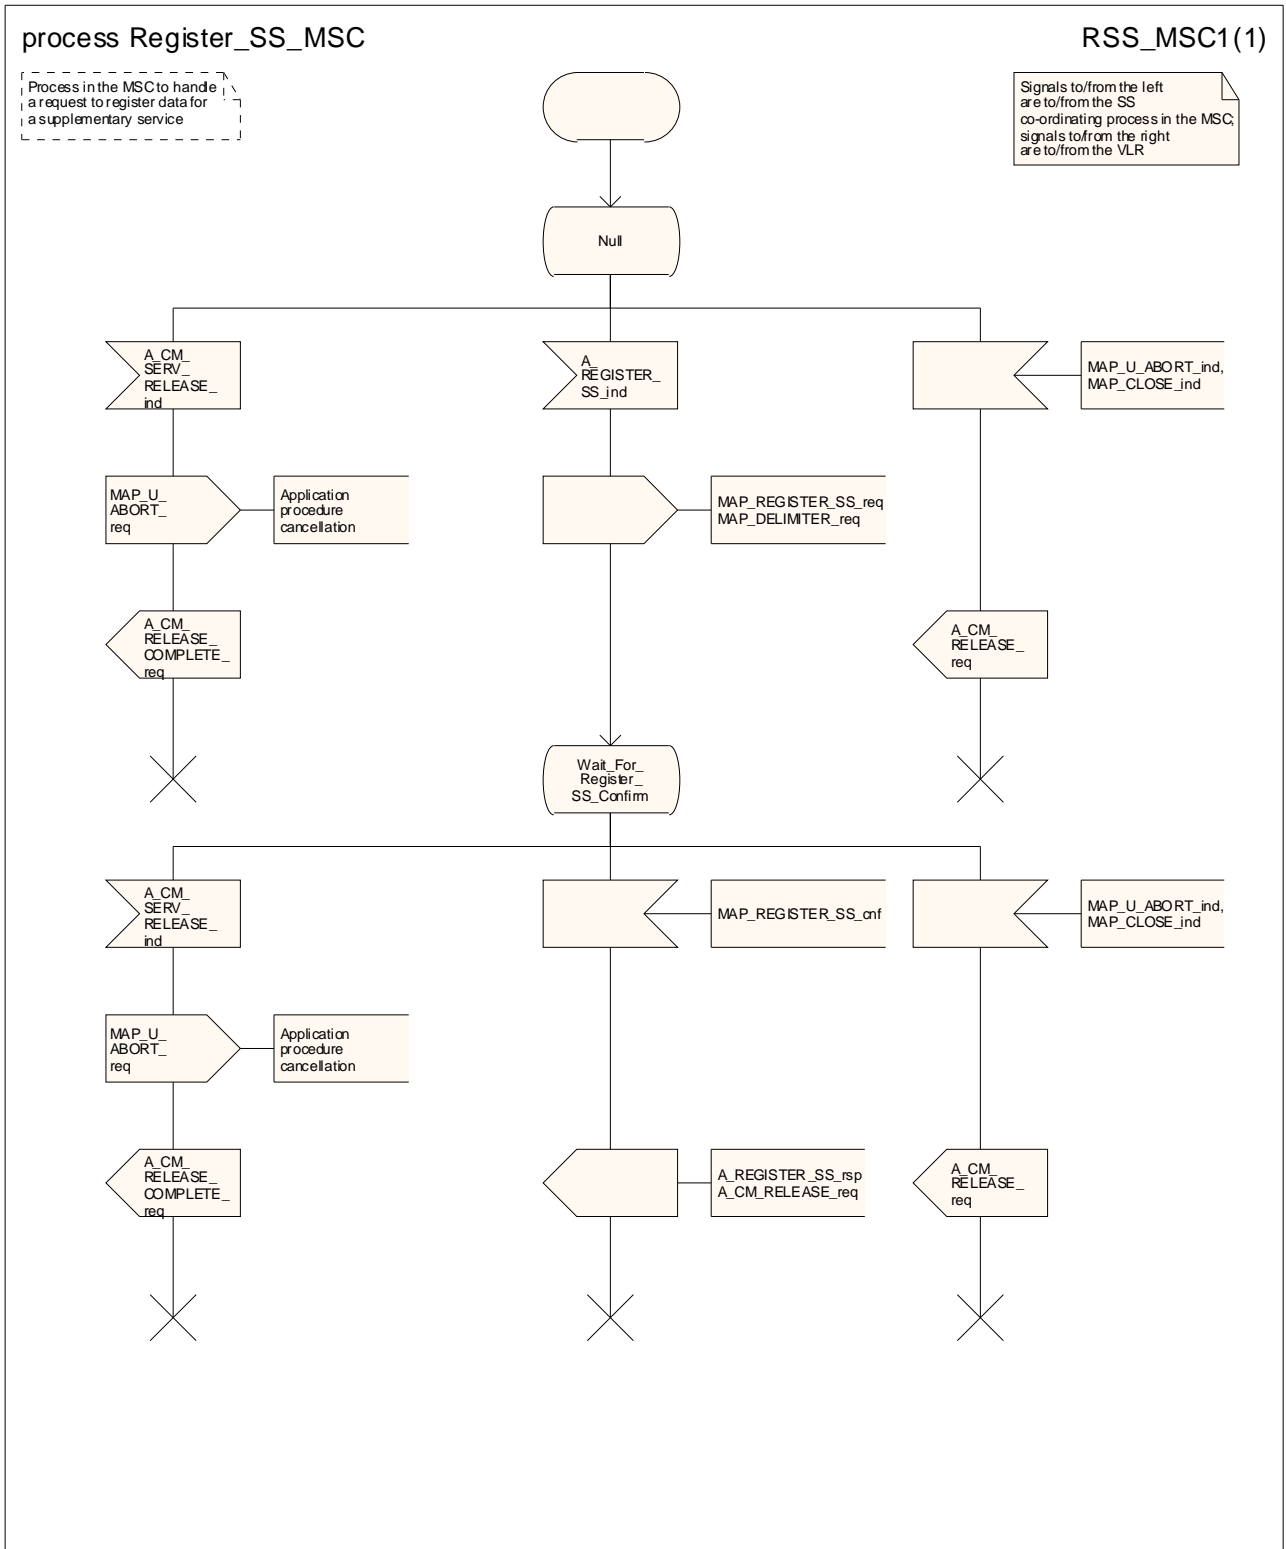 process Register_SS_MSC
RSS_MSC1(1)
Process in the MSC to handle
a request to register data for
a supplementary service
Signals to/from the left
are to/from the SS
co-ordinating process in the MSC;
signals to/from the right
are to/from the VLR
Null
A_CM_
SERV_
RELEASE_
ind
A_
REGISTER_
SS_ind
MAP_U_ABORT_ind,
MAP_CLOSE_ind
MAP_U_
ABORT_
req
Application
procedure
cancellation
MAP_REGISTER_SS_req
MAP_DELIMITER_req
A_CM_
RELEASE_
COMPLETE_
req
A_CM_
RELEASE_
req
Wait_For_
Register_
SS_Confirm
A_CM_
SERV_
RELEASE_
ind
MAP_REGISTER_SS_cnf
MAP_U_ABORT_ind,
MAP_CLOSE_ind
MAP_U_
ABORT_
req
Application
procedure
cancellation
A_CM_
RELEASE_
COMPLETE_
req
A_REGISTER_SS_rsp
A_CM_RELEASE_req
A_CM_
RELEASE_
req